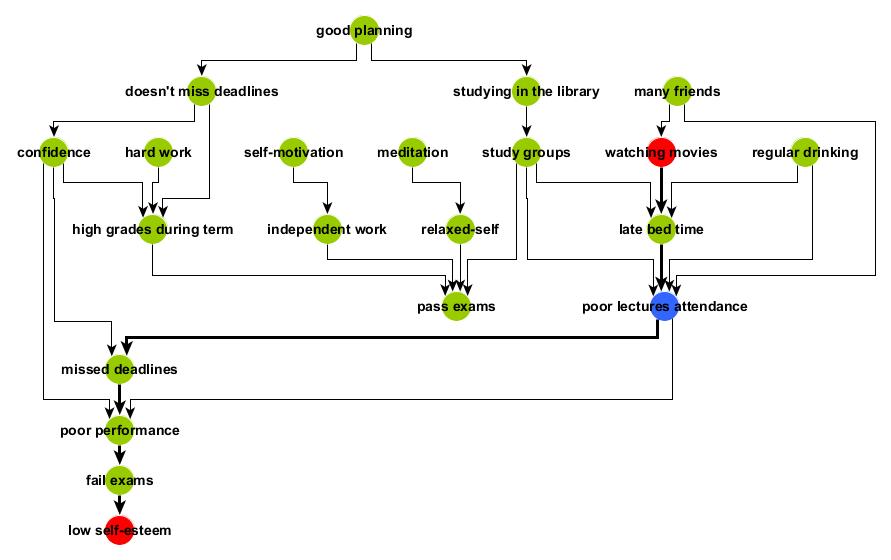 good planning
doesn't miss deadlines
studying in the library
many friends
confidence
hard work
self-motivation
meditation
study groups
watching movies
regular drinking
high grades during term
independent work
relaxed-self
late bed time
pass exams
poor lectures attendance
missed deadlines
poor performance
fail exams
low self-esteem